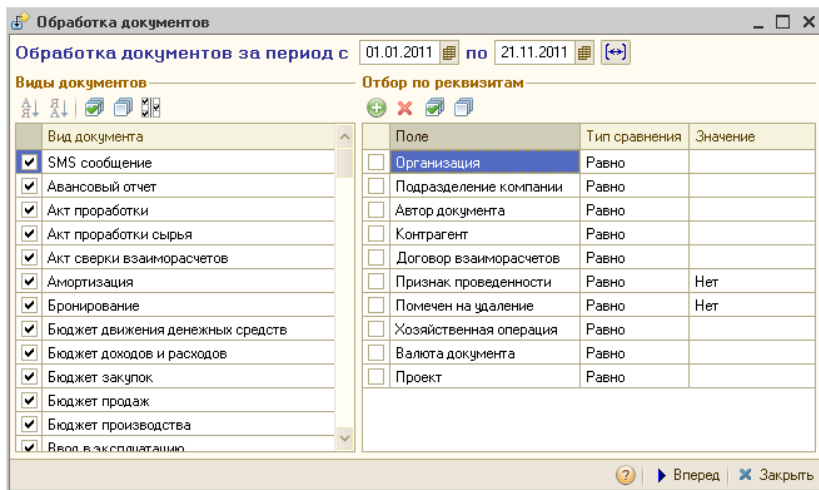 Обработка документов
Обработка документов за период с 01.01.2011 по 21.11.2011
Виды документов
Отбор по реквизитам
Вид документа
SMS сообщение
Авансовый отчет
Акт проработки
Акт проработки сырья
Акт сверки взаиморасчетов
Амортизация
Бронирование
Бюджет движения денежных средств
Бюджет доходов и расходов
Бюджет закупок
Бюджет продаж
Бюджет производства
Ввод в эксплуатацию
Поле Тип сравнения Значение
Организация Равно
Подразделение компании Равно
Автор документа Равно
Контрагент Равно
Договор взаиморасчетов Равно
Признак проведенности Равно Нет
Помечен на удаление Равно Нет
Хозяйственная операция Равно
Валюта документа Равно
Проект Равно
Вперед Закрыть